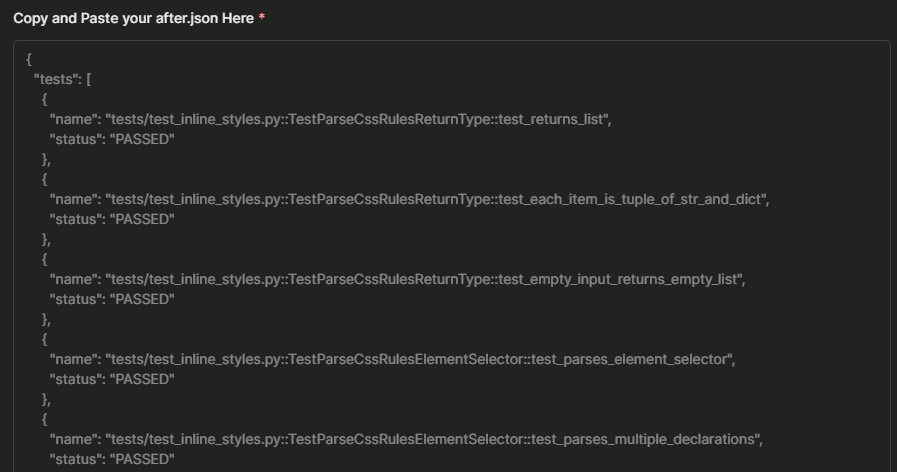 Copy and Paste your after.json Here *
{
"tests": [
{
"name": "tests/test_inline_styles.py::TestParseCssRulesReturnType::test_returns_list",
"status": "PASSED"
},
{
"name": "tests/test_inline_styles.py::TestParseCssRulesReturnType::test_each_item_is_tuple_of_str_and_dict",
"status": "PASSED"
},
{
"name": "tests/test_inline_styles.py::TestParseCssRulesReturnType::test_empty_input_returns_empty_list",
"status": "PASSED"
},
{
"name": "tests/test_inline_styles.py::TestParseCssRulesElementSelector::test_parses_element_selector",
"status": "PASSED"
},
{
"name": "tests/test_inline_styles.py::TestParseCssRulesElementSelector::test_parses_multiple_declarations",
"status": "PASSED"